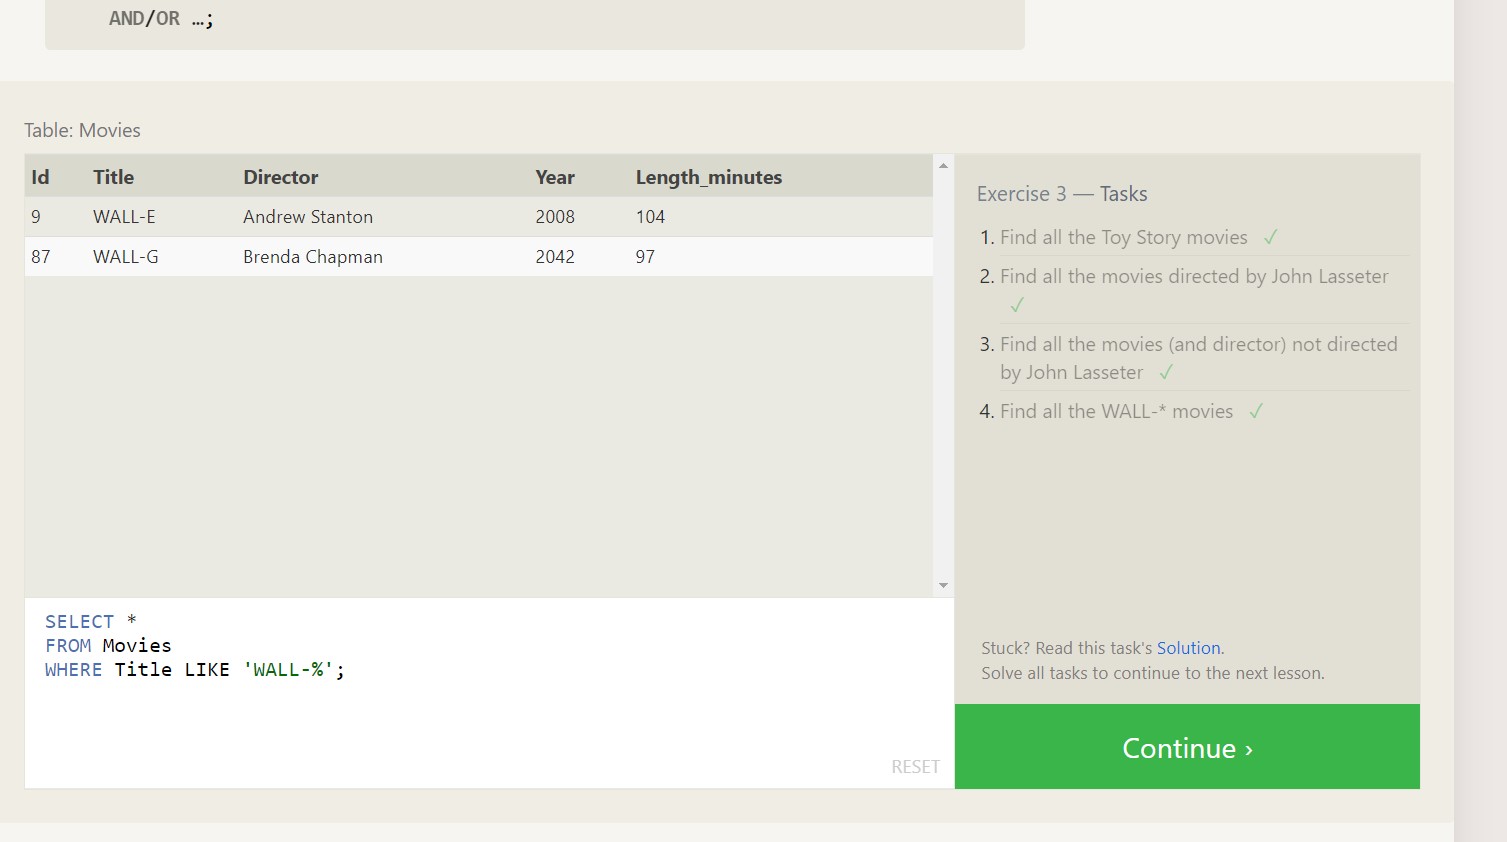 AND/OR …;
Table: Movies
Id Title Director Year Length_minutes
9 WALL-E Andrew Stanton 2008 104
87 WALL-G Brenda Chapman 2042 97
SELECT *
FROM Movies
WHERE Title LIKE 'WALL-%';
RESET
Exercise 3 — Tasks
1. Find all the Toy Story movies ✓
2. Find all the movies directed by John Lasseter
✓
3. Find all the movies (and director) not directed
by John Lasseter ✓
4. Find all the WALL-* movies ✓
Stuck? Read this task's Solution.
Solve all tasks to continue to the next lesson.
Continue ›